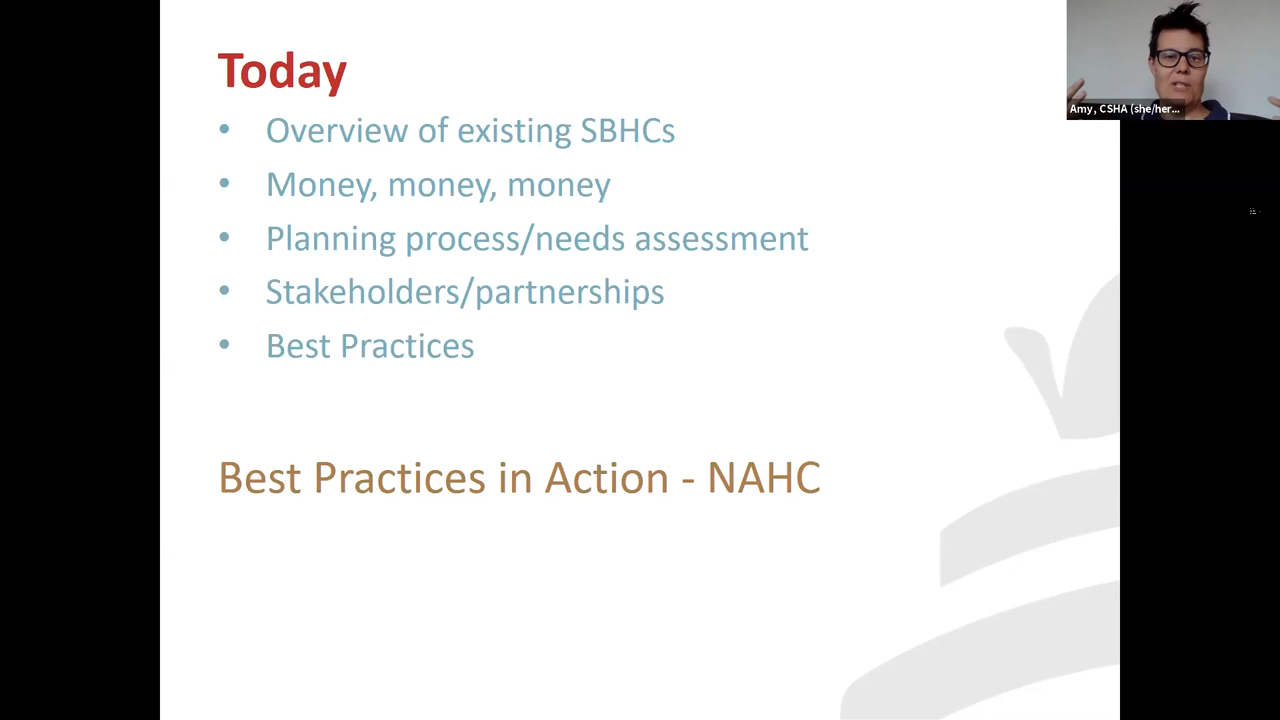 Today
• Overview of existing SBHCs
• Money, money, money
• Planning process/needs assessment
• Stakeholders/partnerships
• Best Practices
Best Practices in Action - NAHC
Amy, CSHA (she/her...